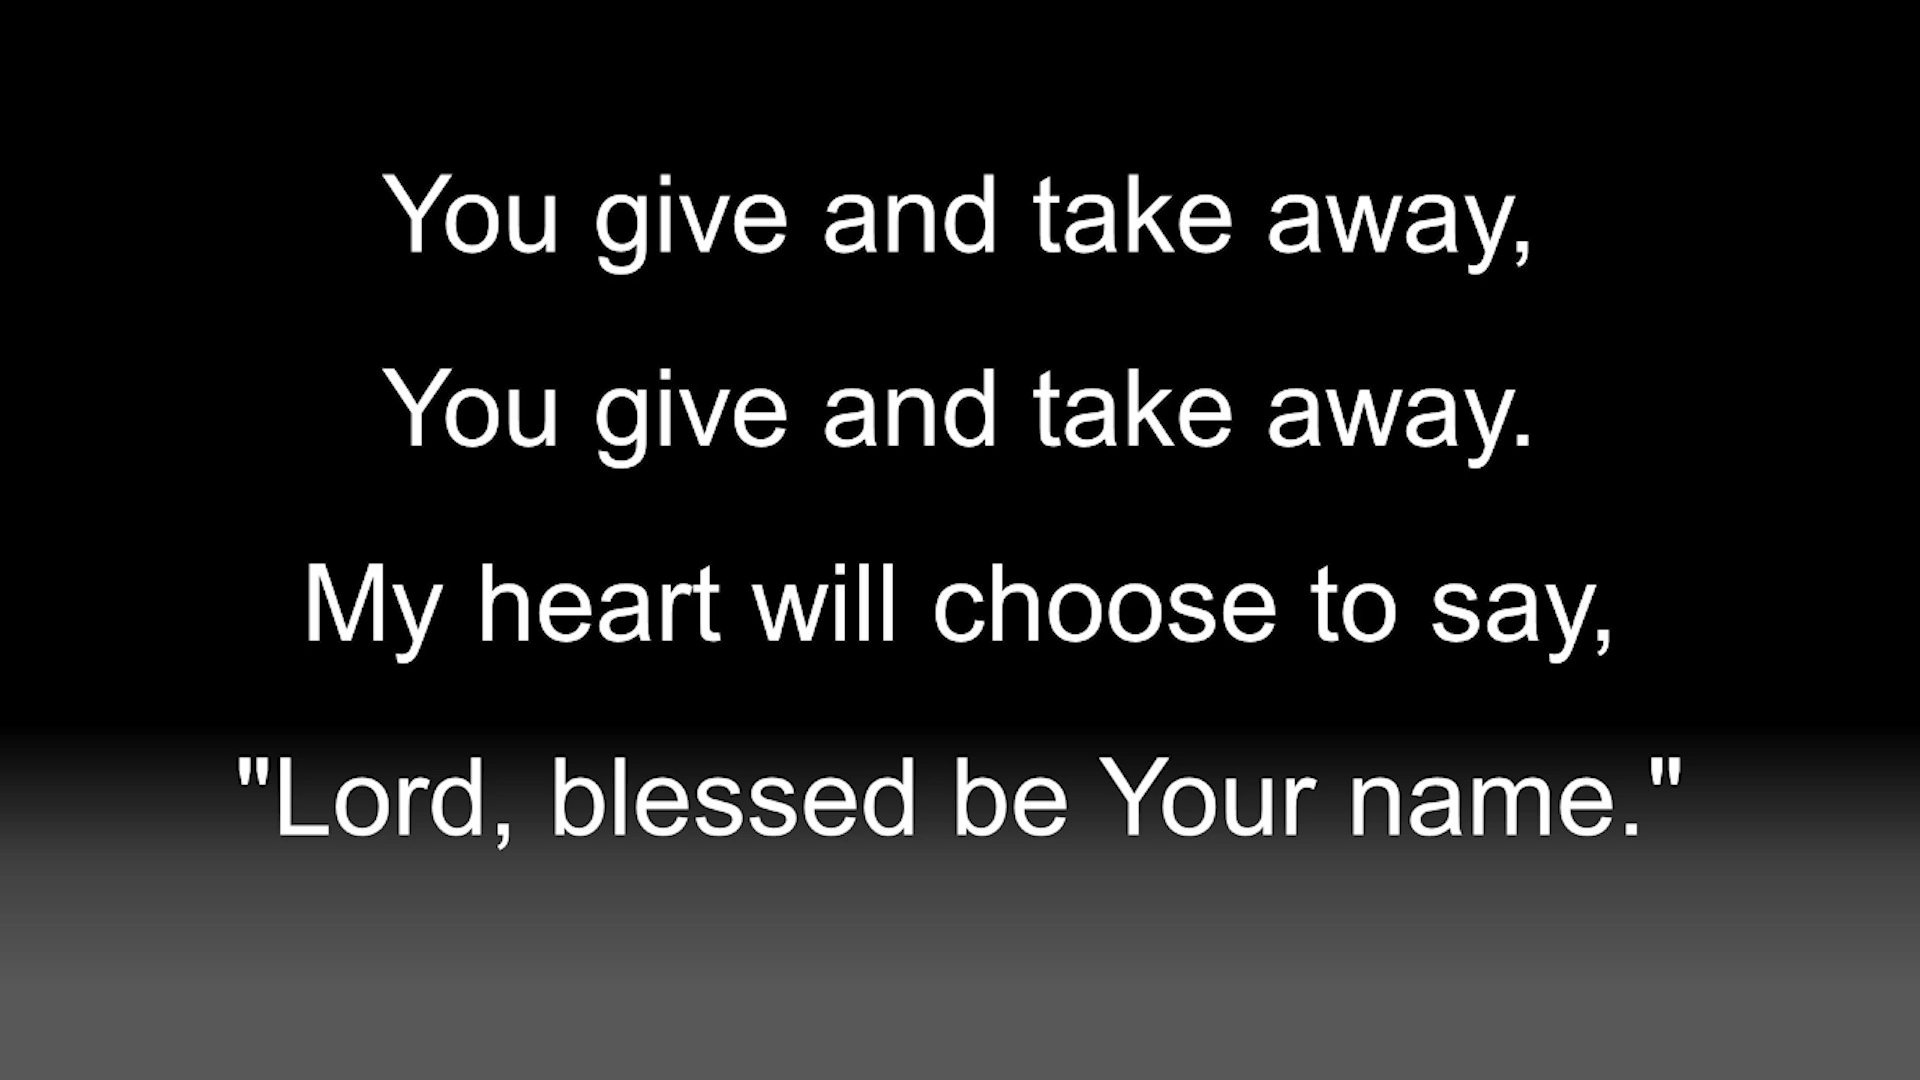 You give and take away,
You give and take away.
My heart will choose to say,
"Lord, blessed be Your name."